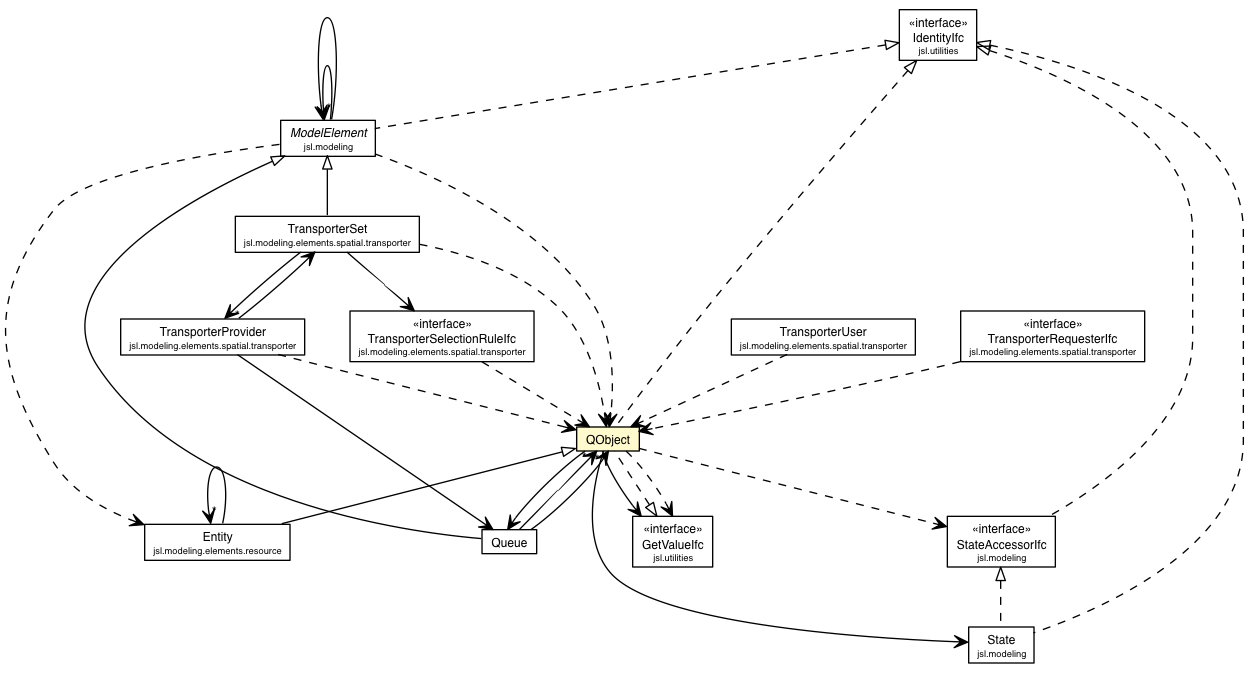 «interface»
IdentityIfc
jsl.utilities
ModelElement
jsl.modeling
TransporterSet
jsl.modeling.elements.spatial.transporter
TransporterProvider
jsl.modeling.elements.spatial.transporter
«interface»
TransporterSelectionRuleIfc
jsl.modeling.elements.spatial.transporter
TransporterUser
jsl.modeling.elements.spatial.transporter
«interface»
TransporterRequesterIfc
jsl.modeling.elements.spatial.transporter
QObject
Entity
jsl.modeling.elements.resource
Queue
«interface»
GetValueIfc
jsl.utilities
«interface»
StateAccessorIfc
jsl.modeling
State
jsl.modeling